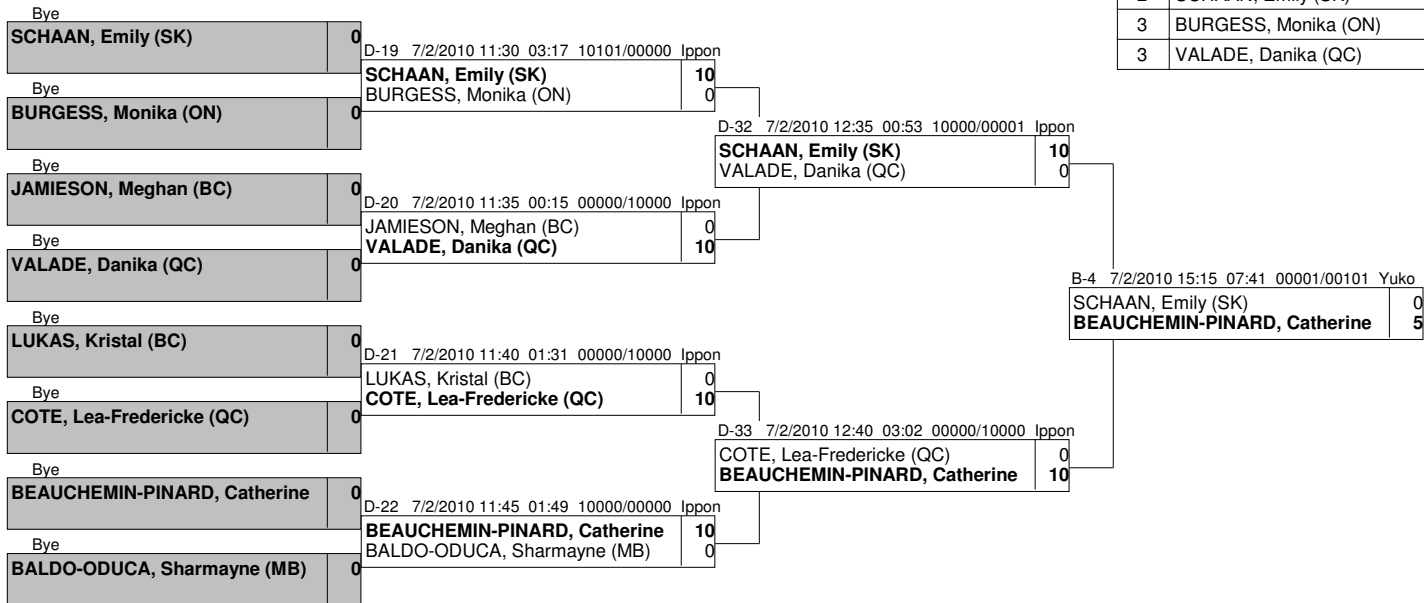 Bye
SCHAAN, Emily (SK) 0
Bye
BURGESS, Monika (ON) 0
Bye
JAMIESON, Meghan (BC) 0
Bye
VALADE, Danika (QC) 0
Bye
LUKAS, Kristal (BC) 0
Bye
COTE, Lea-Fredericke (QC) 0
Bye
BEAUCHEMIN-PINARD, Catherine 0
Bye
BALDO-ODUCA, Sharmayne (MB) 0
D-19 7/2/2010 11:30 03:17 10101/00000 Ippon
SCHAAN, Emily (SK) 10
BURGESS, Monika (ON) 0
D-20 7/2/2010 11:35 00:15 00000/10000 Ippon
JAMIESON, Meghan (BC) 0
VALADE, Danika (QC) 10
D-21 7/2/2010 11:40 01:31 00000/10000 Ippon
LUKAS, Kristal (BC) 0
COTE, Lea-Fredericke (QC) 10
D-22 7/2/2010 11:45 01:49 10000/00000 Ippon
BEAUCHEMIN-PINARD, Catherine 10
BALDO-ODUCA, Sharmayne (MB) 0
D-32 7/2/2010 12:35 00:53 10000/00001 Ippon
SCHAAN, Emily (SK) 10
VALADE, Danika (QC) 0
D-33 7/2/2010 12:40 03:02 00000/10000 Ippon
COTE, Lea-Fredericke (QC) 0
BEAUCHEMIN-PINARD, Catherine 10
B-4 7/2/2010 15:15 07:41 00001/00101 Yuko
SCHAAN, Emily (SK) 0
BEAUCHEMIN-PINARD, Catherine 5
3 BURGESS, Monika (ON)
3 VALADE, Danika (QC)